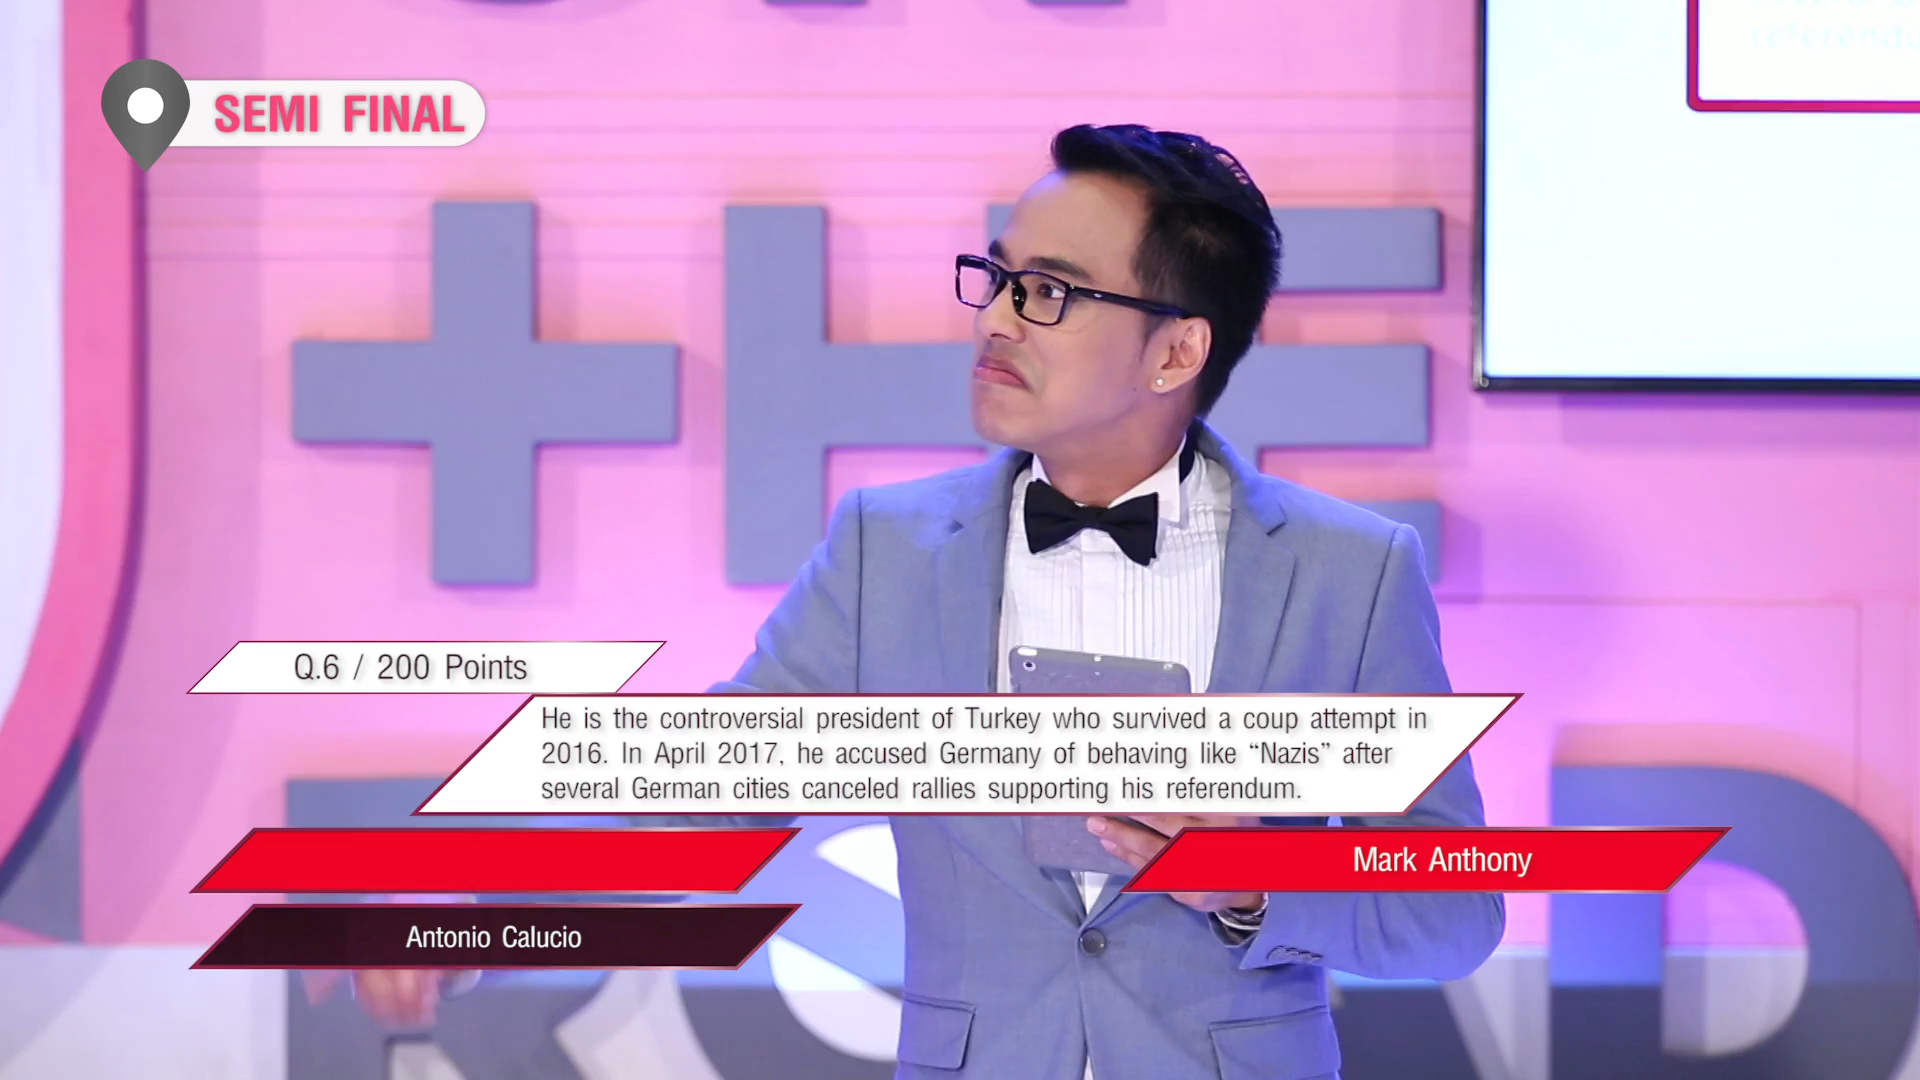 SEMI FINAL
referend
+HE
Q.6 / 200 Points
He is the controversial president of Turkey who survived a coup attempt in
2016. In April 2017, he accused Germany of behaving like “Nazis” after
several German cities canceled rallies supporting his referendum.
Mark Anthony
Antonio Calucio